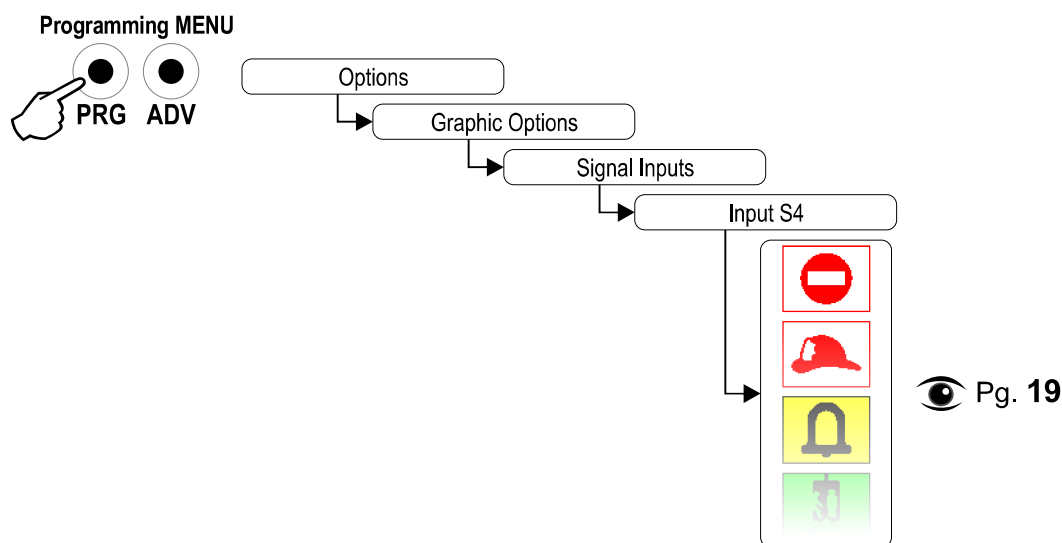 Programming MENU
PRG ADV
Options
Graphic Options
Signal Inputs
Input S4
Pg. 19